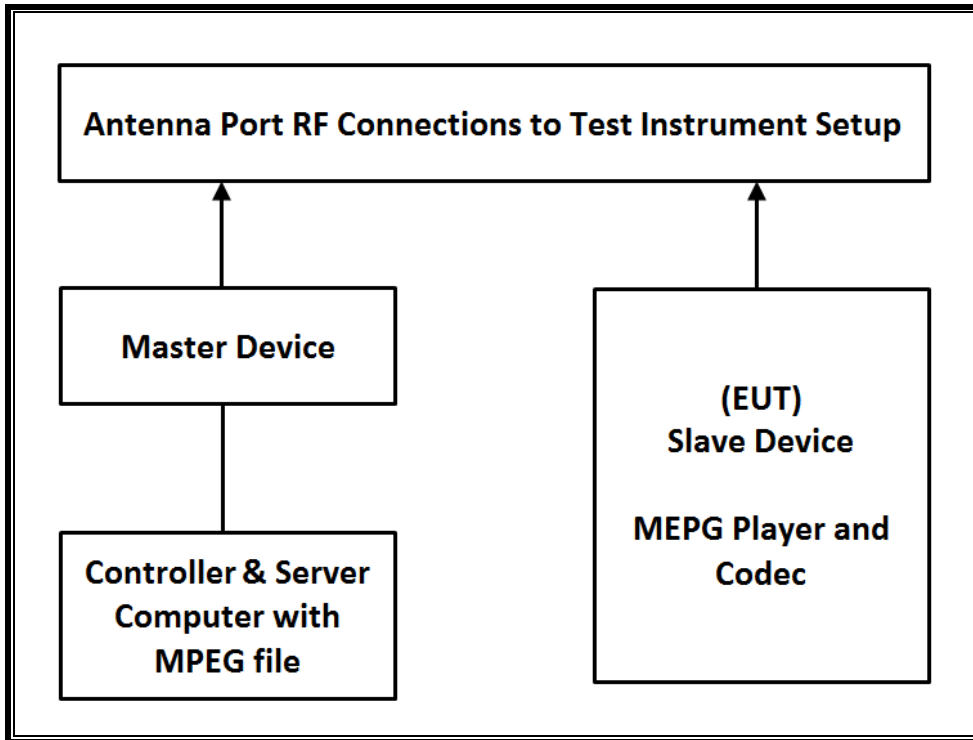 Antenna Port RF Connections to Test Instrument Setup
Master Device
(EUT)
Slave Device
MEPG Player and
Codec
Controller & Server
Computer with
MPEG file